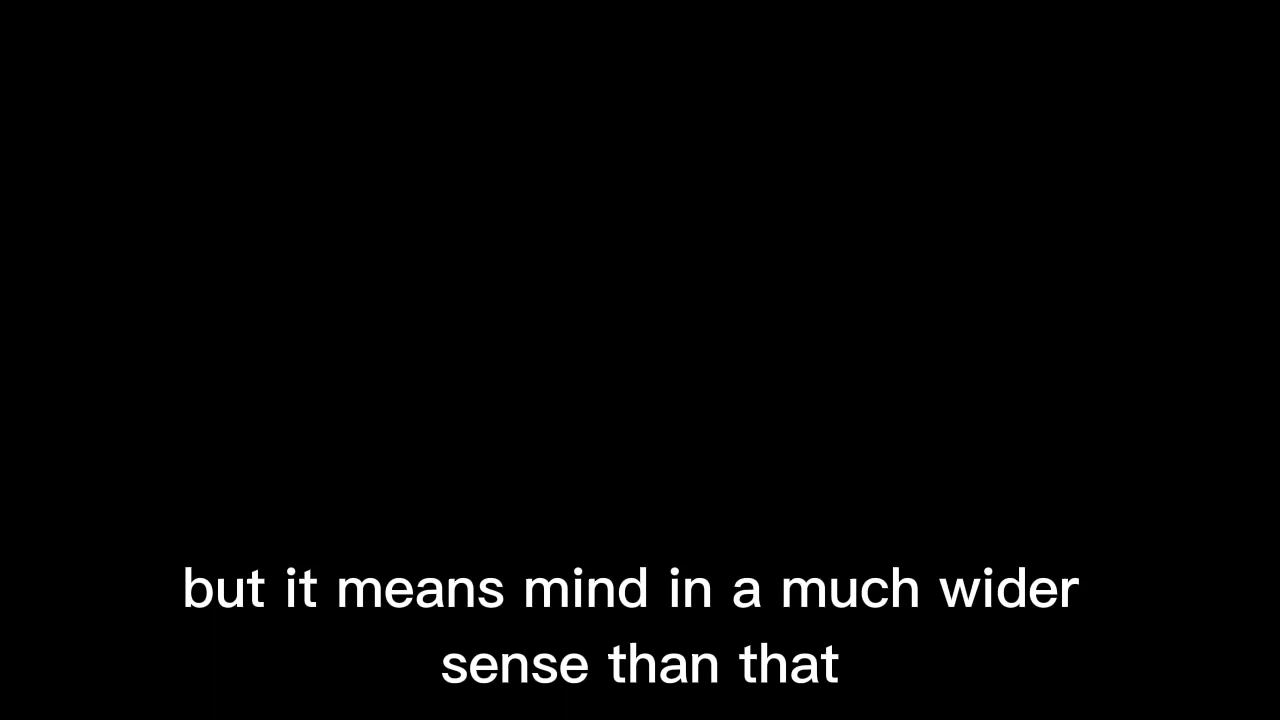 but it means mind in a much wider
sense than that